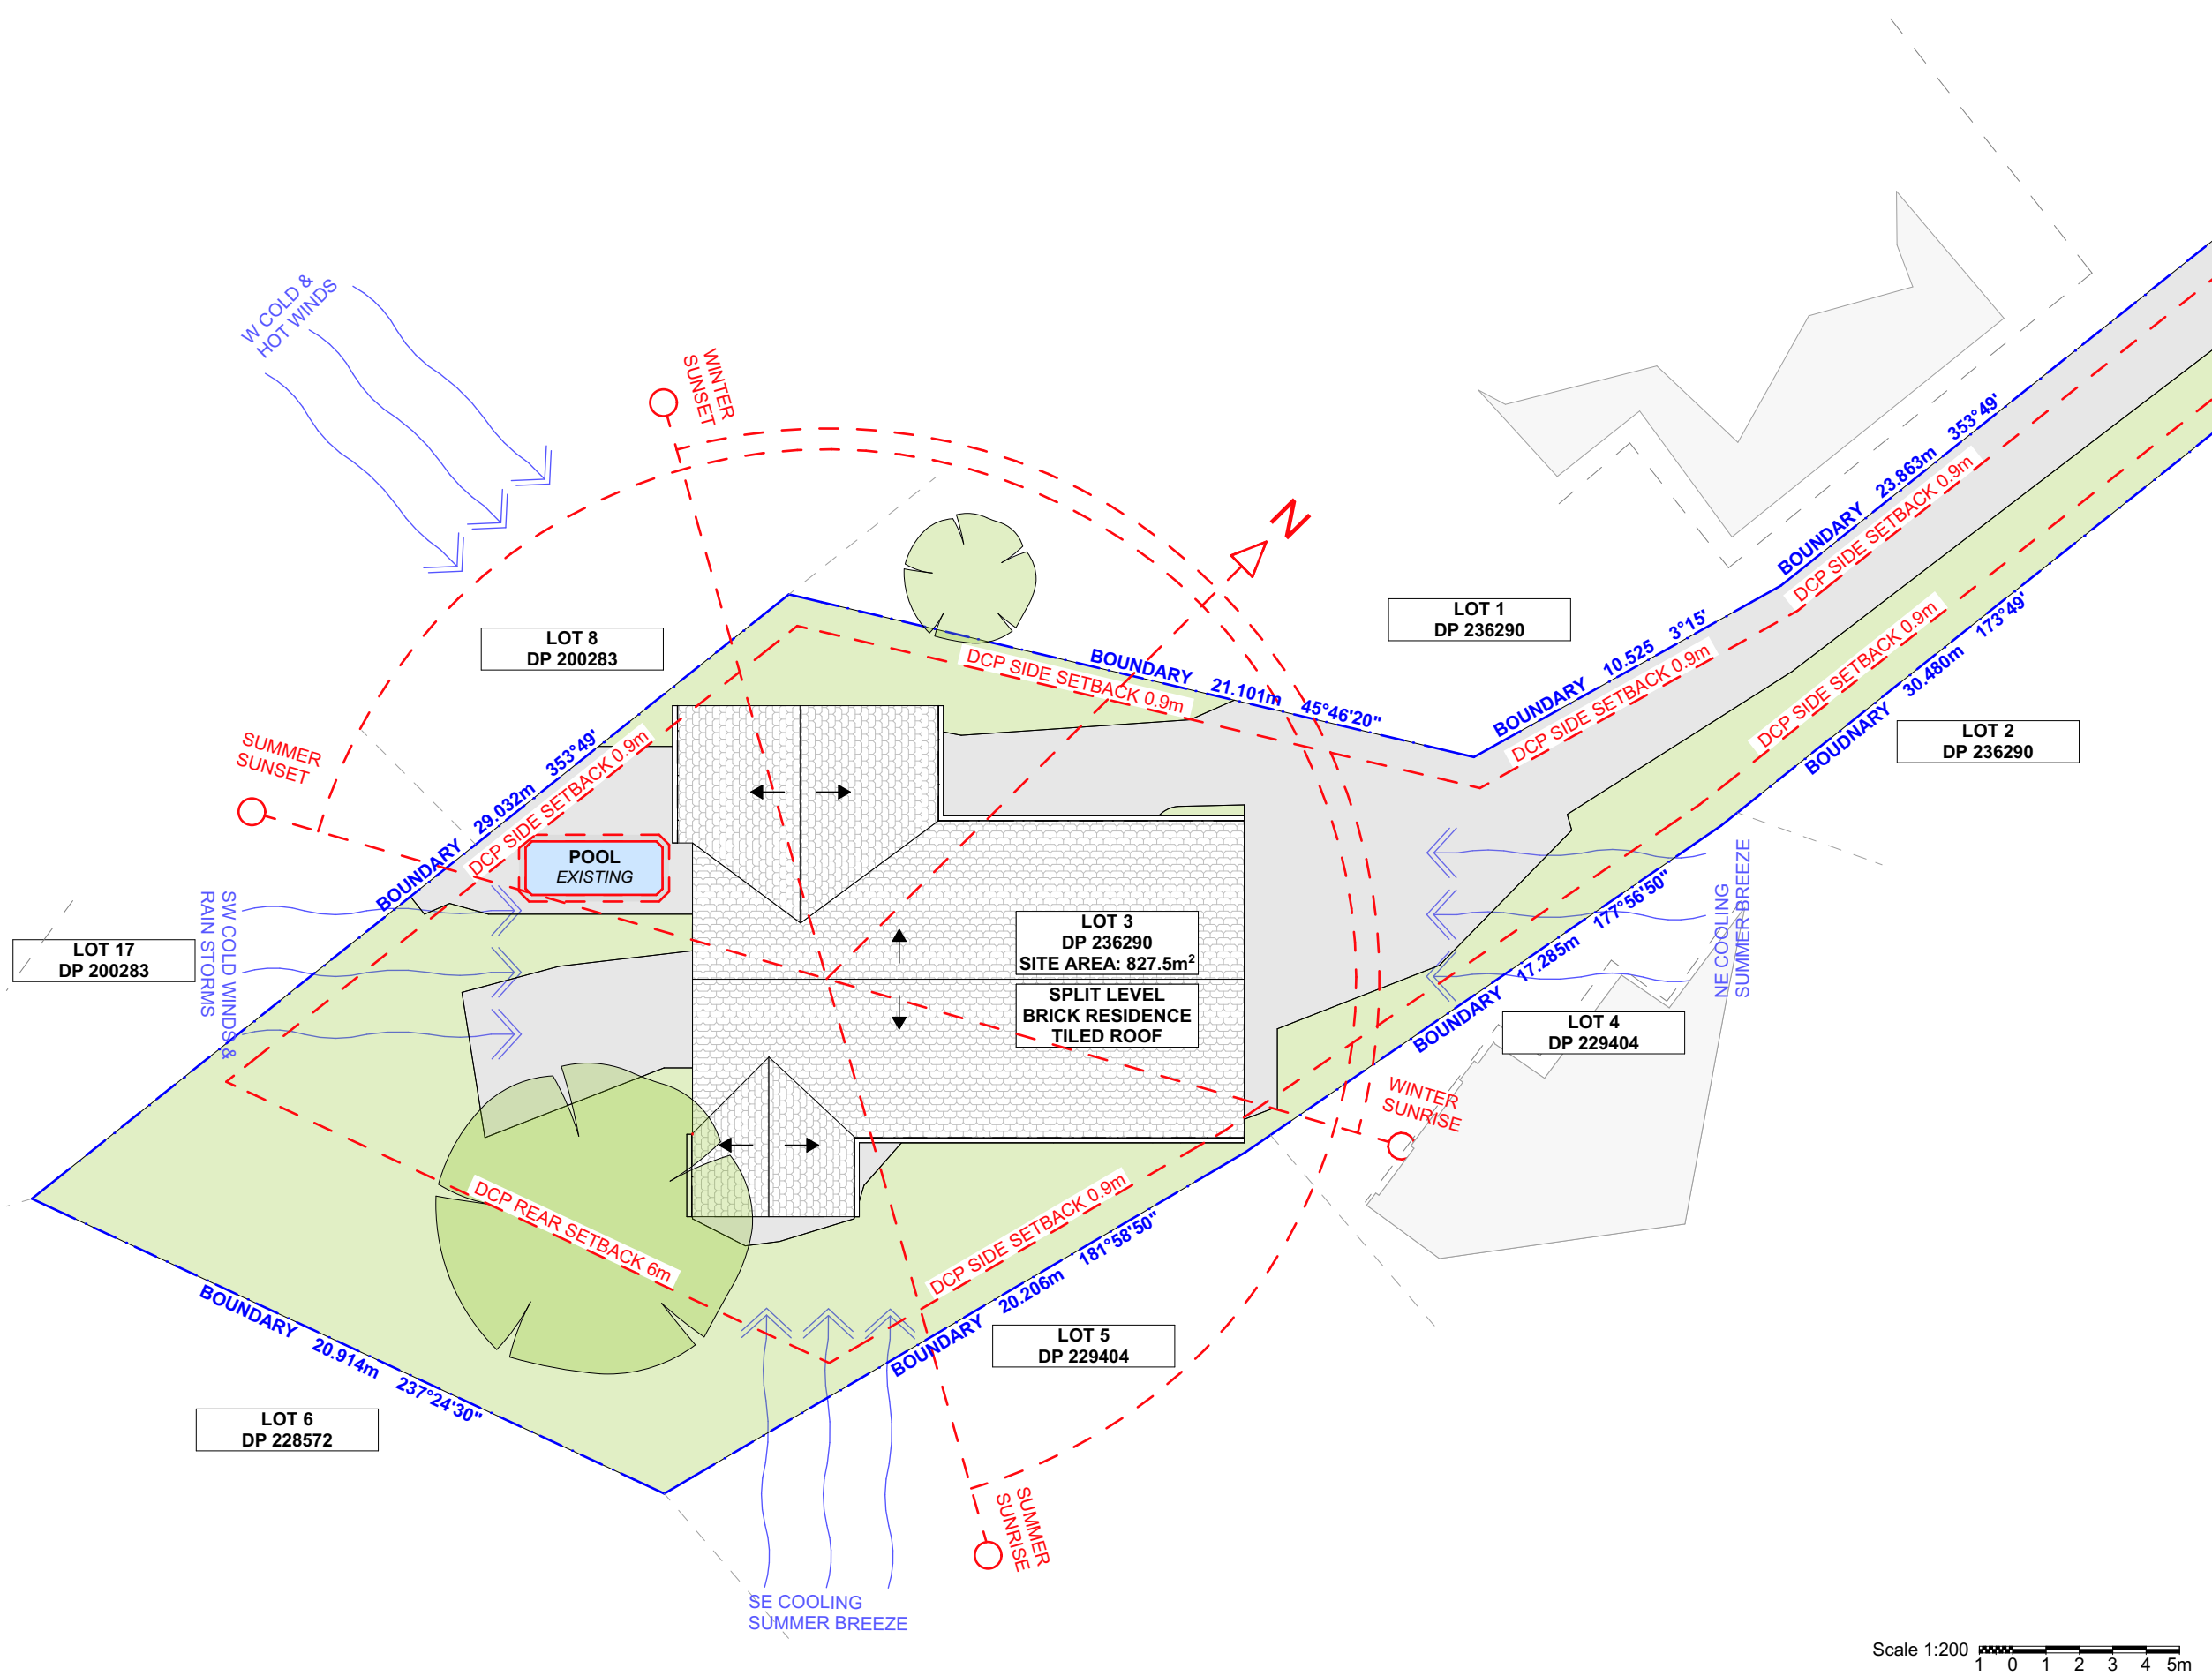 W COLD &
HOT WINDS
WINTER
SUNSET
N
SUMMER
SUNSET
LOT 8
DP 200283
LOT 1
DP 236290
BOUNDARY 23.863m 353°49'
DCP SIDE SETBACK 0.9m
BOUNDARY 10.525 3°15'
DCP SIDE SETBACK 0.9m
BOUNDARY 21.101m 45°46'20"
DCP SIDE SETBACK 0.9m
DCP SIDE SETBACK 0.9m
BOUDNARY 30.480m 173°49'
LOT 2
DP 236290
BOUNDARY 29.032m 353°49'
DCP SIDE SETBACK 0.9m
POOL
EXISTING
SW COLD WINDS &
RAIN STORMS
LOT 17
DP 200283
LOT 3
DP 236290
SITE AREA: 827.5m²
SPLIT LEVEL
BRICK RESIDENCE
TILED ROOF
NE COOLING
SUMMER BREEZE
BOUNDARY 17.285m 177°56'50"
LOT 4
DP 229404
WINTER
SUNRISE
DCP REAR SETBACK 6m
DCP SIDE SETBACK 0.9m
BOUNDARY 20.206m 181°58'50"
BOUNDARY 20.914m 237°24'30"
LOT 5
DP 229404
LOT 6
DP 228572
SUMMER
SUNRISE
SE COOLING
SUMMER BREEZE
Scale 1:200
1 0 1 2 3 4 5m